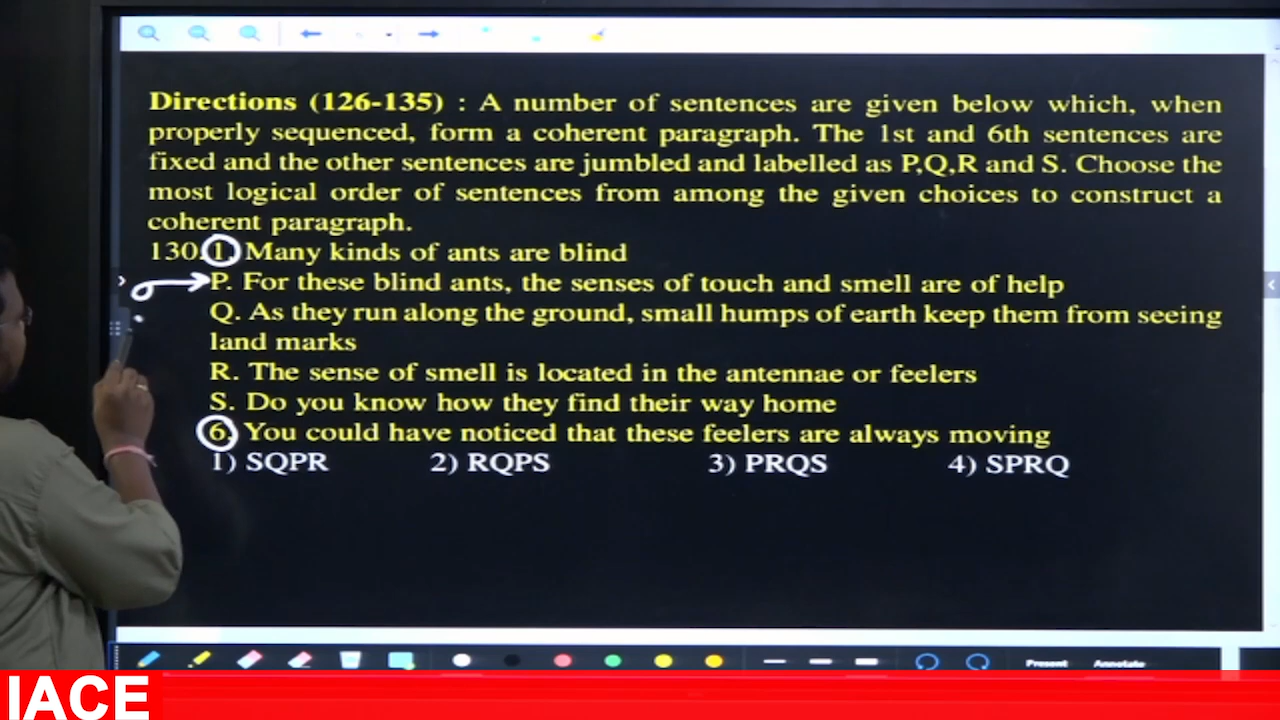 Directions (126-135) : A number of sentences are given below which, when
properly sequenced, form a coherent paragraph. The 1st and 6th sentences are
fixed and the other sentences are jumbled and labelled as P,Q,R and S. Choose the
most logical order of sentences from among the given choices to construct a
coherent paragraph.
130.1. Many kinds of ants are blind
P. For these blind ants, the senses of touch and smell are of help
Q. As they run along the ground, small humps of earth keep them from seeing
land marks
R. The sense of smell is located in the antennae or feelers
S. Do you know how they find their way home
6. You could have noticed that these feelers are always moving
1) SQPR 2) RQPS 3) PRQS 4) SPRQ
Present Annotate
IACE